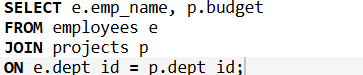 SELECT e.emp_name, p.budget
FROM employees e
JOIN projects p
ON e.dept_id = p.dept_id;